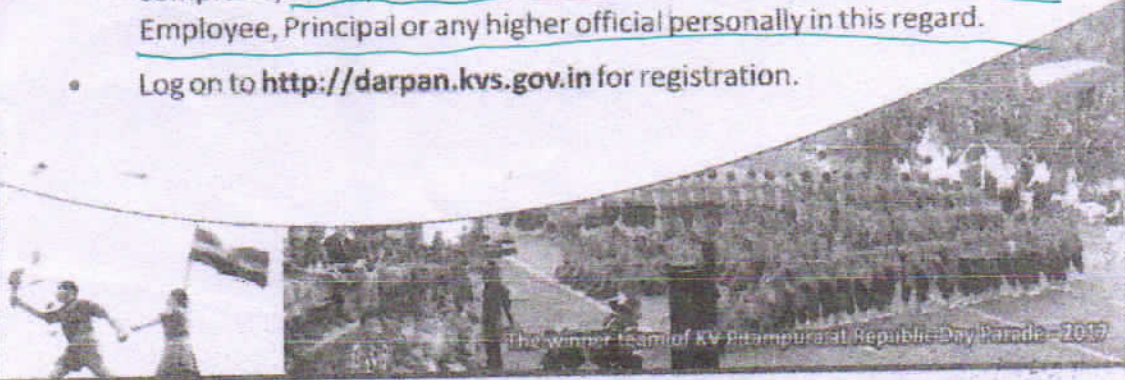 Employee, Principal or any higher official personally in this regard.
• Log on to http://darpan.kvs.gov.in for registration.
The winner team of KV Pitampura at Republic Day Parade - 2017